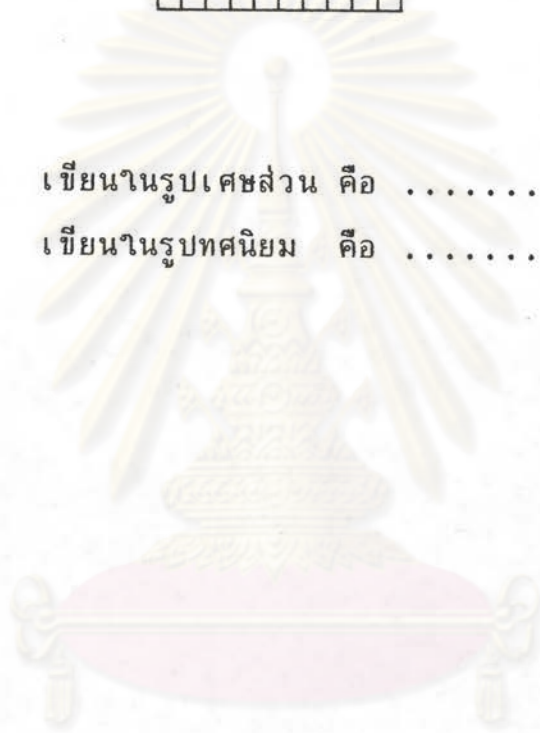 เขียนในรูปเศษส่วน คือ .......
เขียนในรูปทศนิยม คือ .......